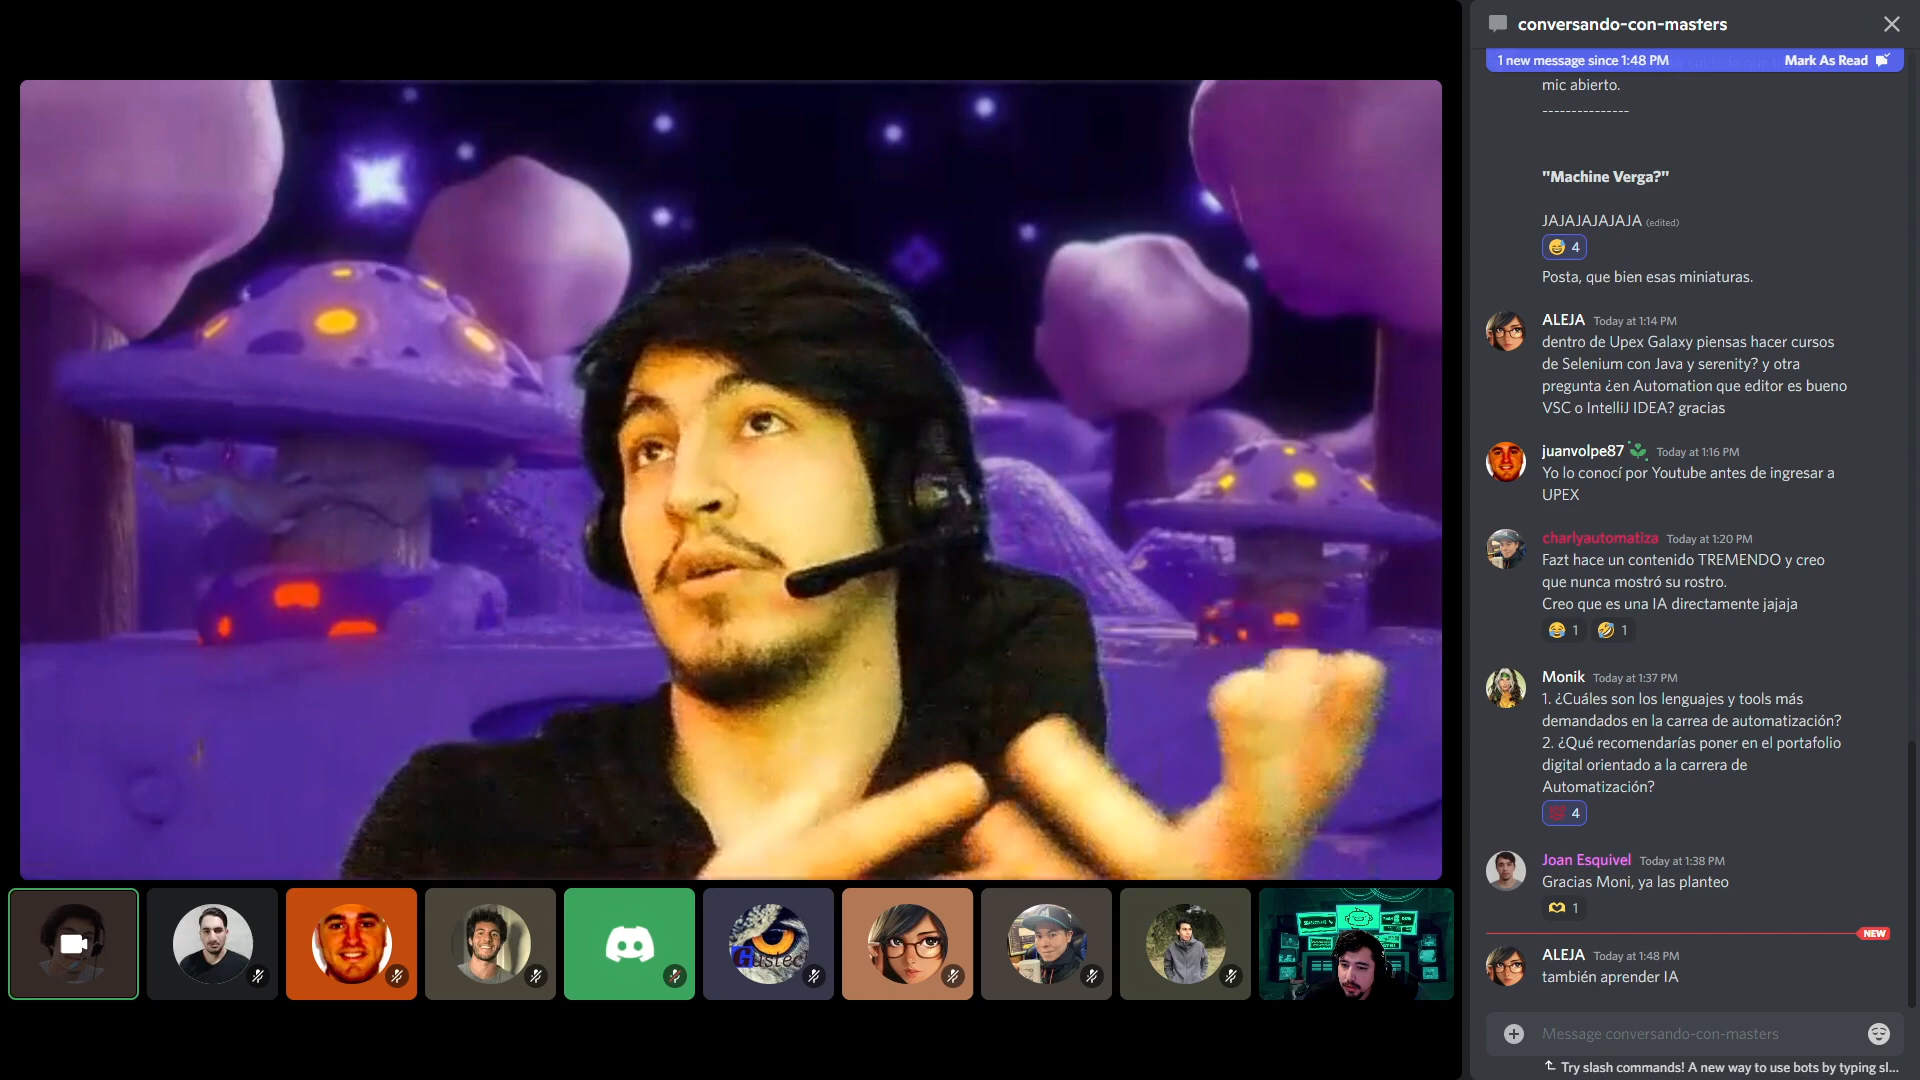 conversando-con-masters
1 new message since 1:48 PM
Mark As Read
mic abierto.
---------------
"Machine Verga?"
JAJAJAJAJAJA (edited)
4
Posta, que bien esas miniaturas.
ALEJA Today at 1:14 PM
dentro de Upex Galaxy piensas hacer cursos
de Selenium con Java y serenity? y otra
pregunta ¿en Automation que editor es bueno
VSC o IntelliJ IDEA? gracias
juanvolpe87 Today at 1:16 PM
Yo lo conocí por Youtube antes de ingresar a
UPEX
charlyautomatiza Today at 1:20 PM
Fazt hace un contenido TREMENDO y creo
que nunca mostró su rostro.
Creo que es una IA directamente jajaja
1 1
Monik Today at 1:37 PM
1. ¿Cuáles son los lenguajes y tools más
demandados en la carrea de automatización?
2. ¿Qué recomendarías poner en el portafolio
digital orientado a la carrera de
Automatización?
4
Joan Esquivel Today at 1:38 PM
Gracias Moni, ya las planteo
1
NEW
ALEJA Today at 1:48 PM
también aprender IA
Message conversando-con-masters
Try slash commands! A new way to use bots by typing sl...